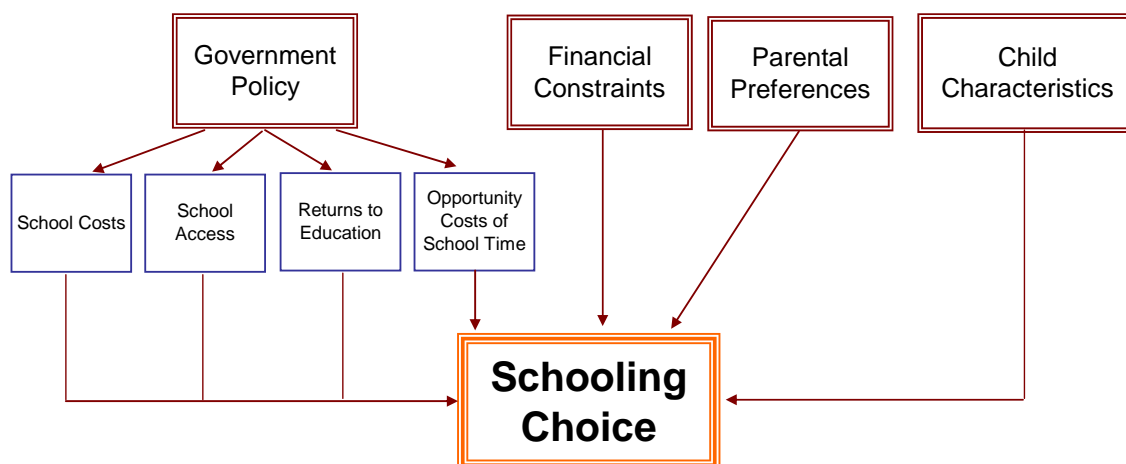 Government
Policy
Financial
Constraints
Parental
Preferences
Child
Characteristics
School Costs
School
Access
Returns to
Education
Opportunity
Costs of
School Time
Schooling
Choice